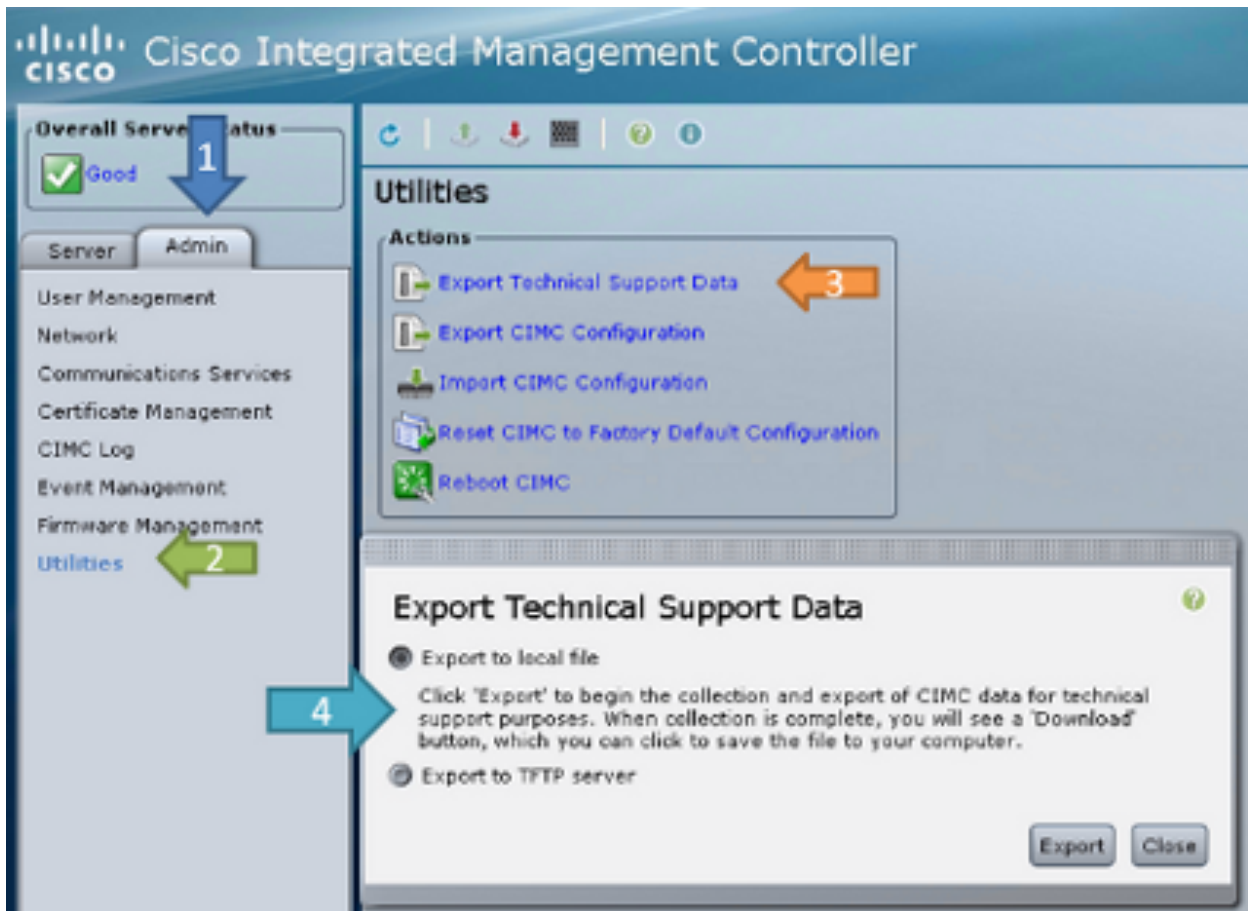 CISCO
Cisco Integrated Management Controller
Overall Server Status
Good
1
Server
Admin
User Management
Network
Communications Services
Certificate Management
CIMC Log
Event Management
Firmware Management
Utilities
2
Utilities
Actions
Export Technical Support Data
3
Export CIMC Configuration
Import CIMC Configuration
Reset CIMC to Factory Default Configuration
Reboot CIMC
Export Technical Support Data
Export to local file
4
Click 'Export' to begin the collection and export of CIMC data for technical
support purposes. When collection is complete, you will see a 'Download'
button, which you can click to save the file to your computer.
Export to TFTP server
Export
Close